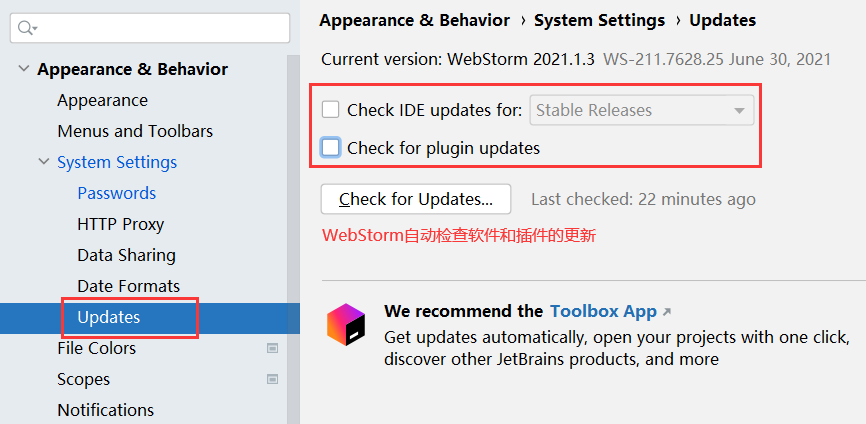 Appearance & Behavior
Appearance
Menus and Toolbars
System Settings
Passwords
HTTP Proxy
Data Sharing
Date Formats
Updates
File Colors
Scopes
Notifications
Appearance & Behavior › System Settings › Updates
Current version: WebStorm 2021.1.3 WS-211.7628.25 June 30, 2021
Check IDE updates for: Stable Releases
Check for plugin updates
Check for Updates... Last checked: 22 minutes ago
WebStorm自动检查软件和插件的更新
We recommend the Toolbox App ↗
Get updates automatically, open your projects with one click,
discover other JetBrains products, and more